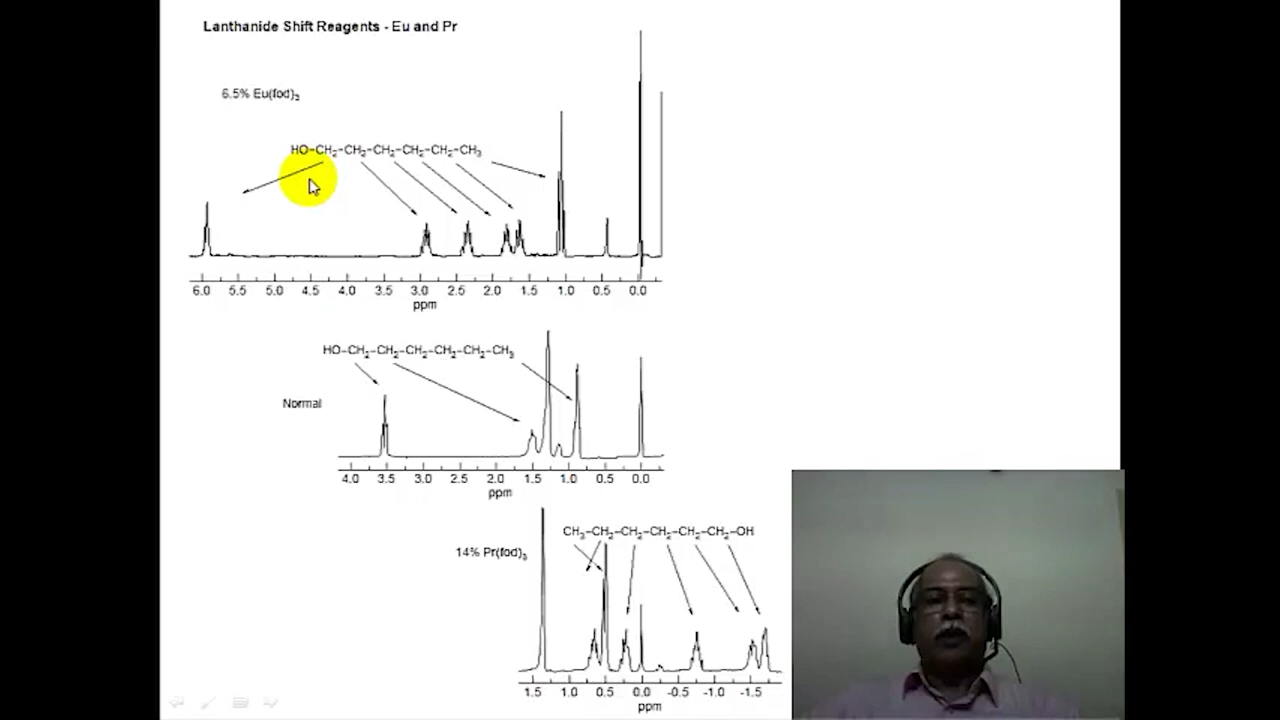 Lanthanide Shift Reagents - Eu and Pr
6.5% Eu(fod)₃
HO-CH₂-CH₂-CH₂-CH₂-CH₂-CH₃
6.0 5.5 5.0 4.5 4.0 3.5 3.0 2.5 2.0 1.5 1.0 0.5 0.0
ppm
HO-CH₂-CH₂-CH₂-CH₂-CH₂-CH₃
Normal
4.0 3.5 3.0 2.5 2.0 1.5 1.0 0.5 0.0
ppm
CH₃-CH₂-CH₂-CH₂-CH₂-CH₂-OH
14% Pr(fod)₃
1.5 1.0 0.5 0.0 -0.5 -1.0 -1.5
ppm